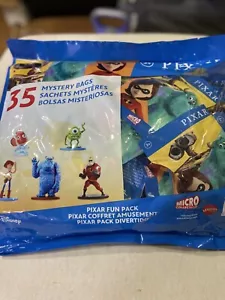 PIXAR
35
MYSTERY BAGS
SACHETS MYSTÈRES
BOLSAS MISTERIOSAS
PIXAR
MICRO
PIXAR FUN PACK
PIXAR COFFRET AMUSEMENT
PIXAR PACK DIVERTIDO
Disney